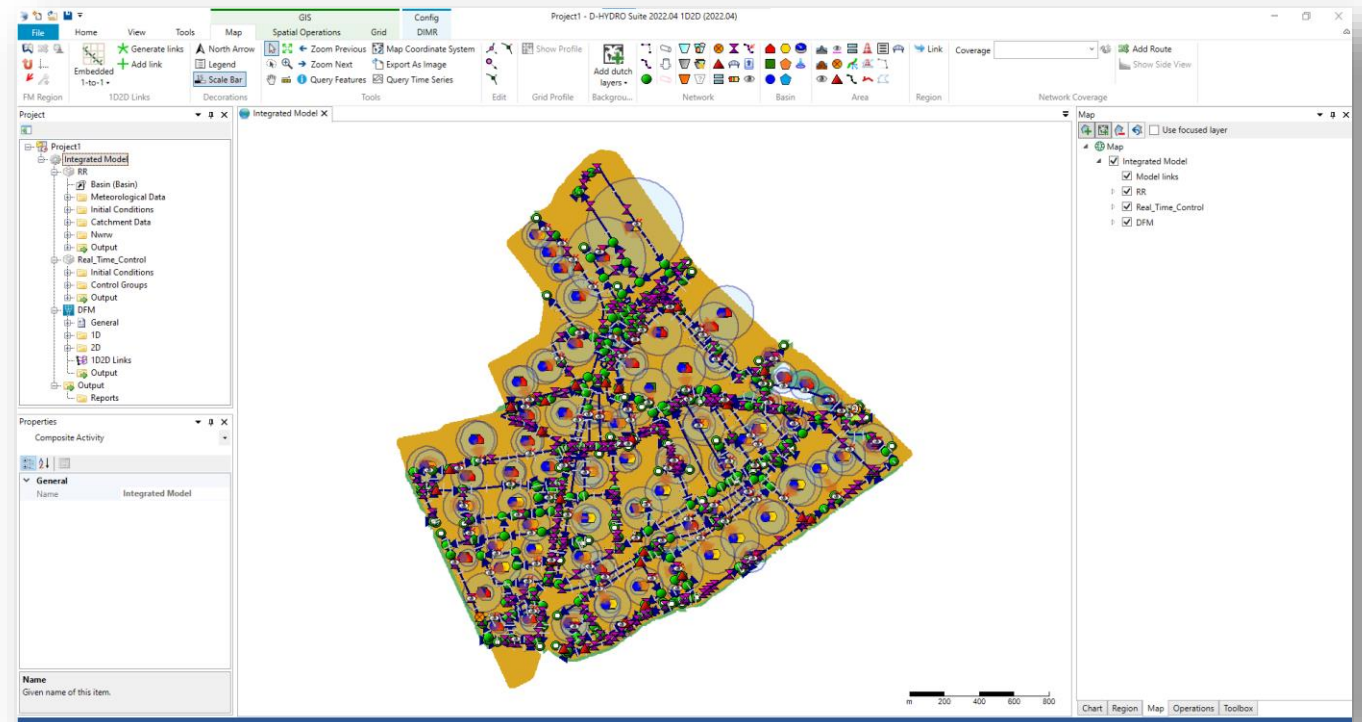 Project1 - D-HYDRO Suite 2022.04 1D2D (2022.04)
GIS
Config
File Home View Tools Map Spatial Operations Grid DIMR
Embedded
1-to-1
Generate links
Add link
North Arrow
Legend
Scale Bar
Zoom Previous
Zoom Next
Map Coordinate System
Export As Image
Query Features
Query Time Series
Show Profile
Add dutch
layers
Link
Coverage
Add Route
Show Side View
FM Region 1D2D Links Decorations Tools Edit Grid Profile Backgrou... Network Basin Area Region Network Coverage
Project
Project1
Integrated Model
RR
Basin (Basin)
Meteorological Data
Initial Conditions
Catchment Data
Nwrw
Output
Real_Time_Control
Initial Conditions
Control Groups
Output
DFM
General
1D
2D
1D2D Links
Output
Output
Reports
Properties
Composite Activity
General
Name Integrated Model
Name
Given name of this item.
Integrated Model
m 200 400 600 800
Map
Use focused layer
Map
Integrated Model
Model links
RR
Real_Time_Control
DFM
Chart Region Map Operations Toolbox